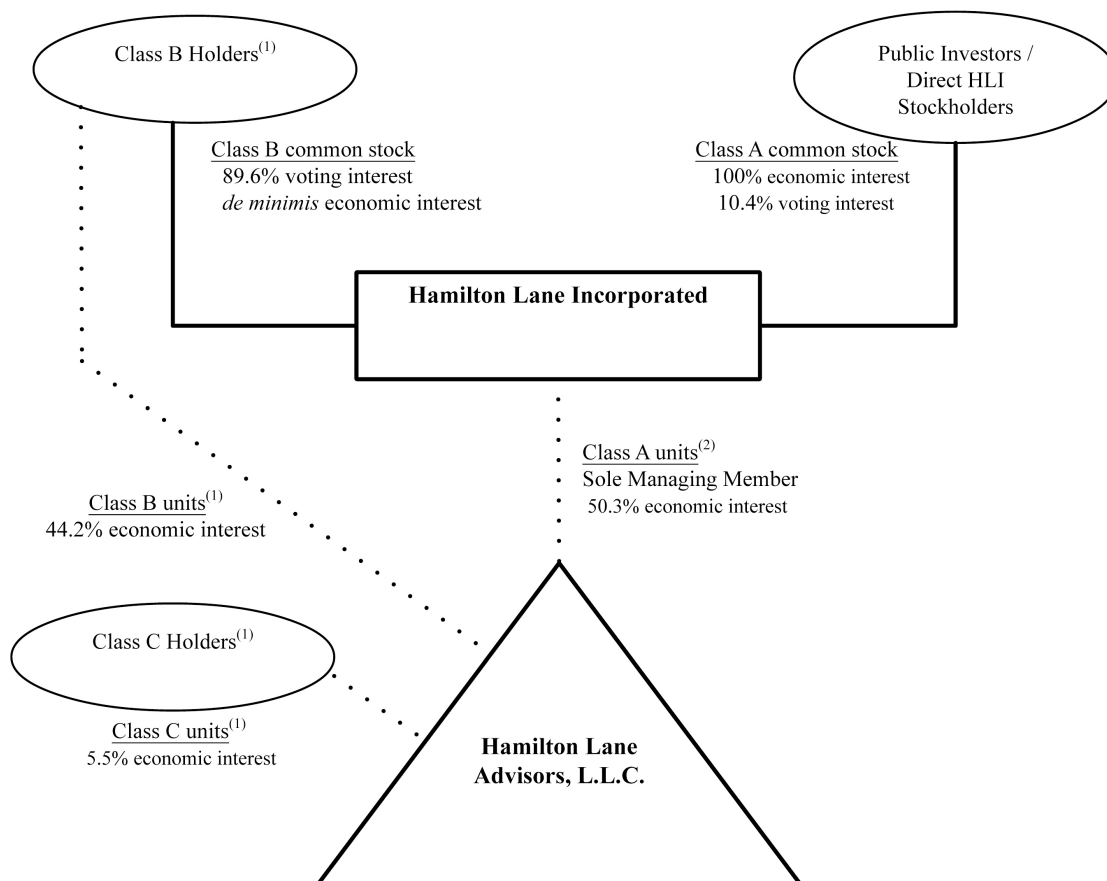 Class B Holders(1)
Public Investors /
Direct HLI
Stockholders
Class B common stock
89.6% voting interest
de minimis economic interest
Class A common stock
100% economic interest
10.4% voting interest
Hamilton Lane Incorporated
Class A units(2)
Sole Managing Member
50.3% economic interest
Class B units(1)
44.2% economic interest
Class C Holders(1)
Class C units(1)
5.5% economic interest
Hamilton Lane
Advisors, L.L.C.